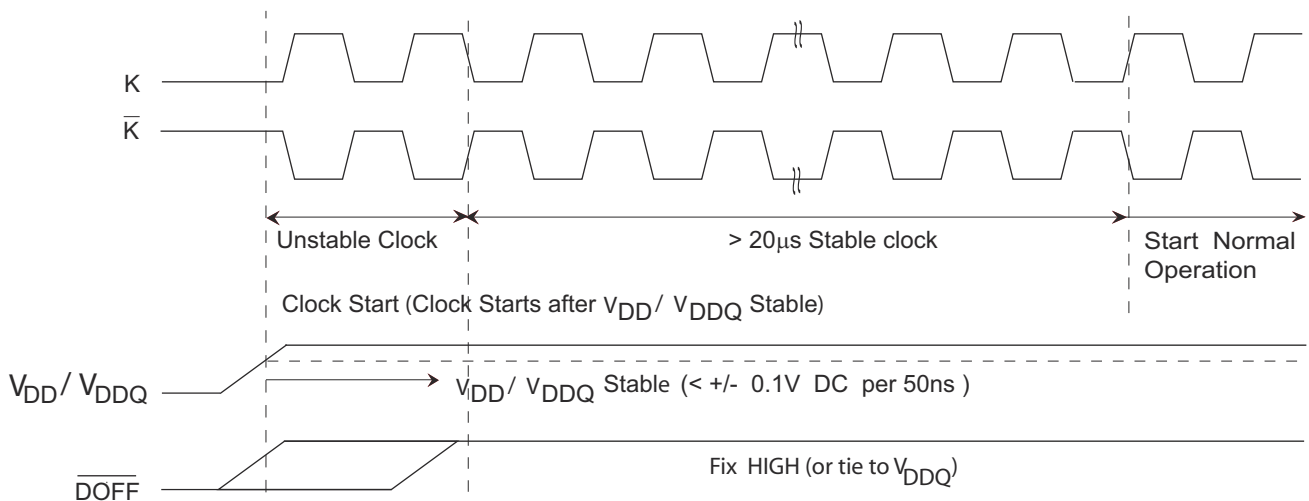 K
K̅
Unstable Clock
> 20μs Stable clock
Start Normal
Operation
Clock Start (Clock Starts after VDD / VDDQ Stable)
VDD / VDDQ
VDD / VDDQ Stable (< +/- 0.1V DC per 50ns )
D̅O̅F̅F̅
Fix HIGH (or tie to VDDQ)